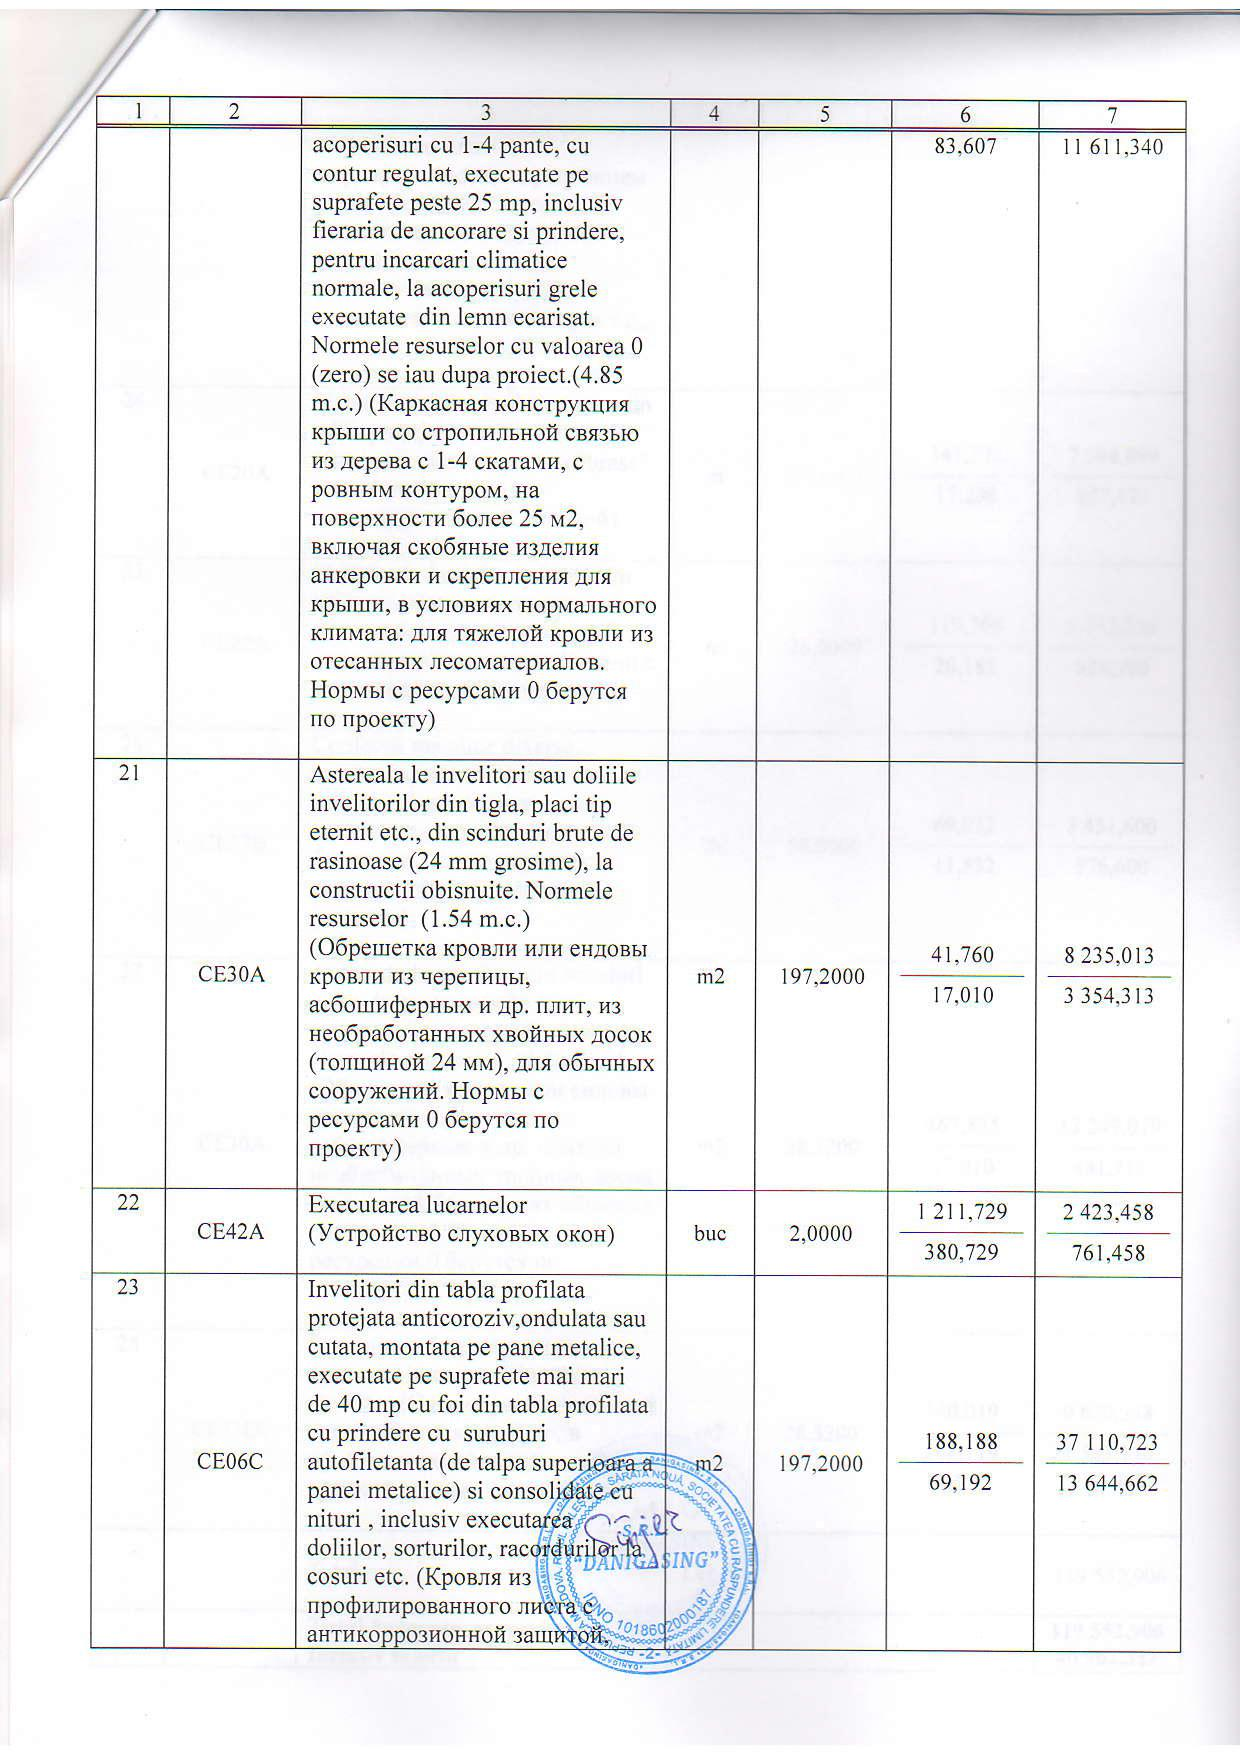 1 2 3 4 5 6 7
acoperisuri cu 1-4 pante, cu 83,607 11 611,340
contur regulat, executate pe
suprafete peste 25 mp, inclusiv
fieraria de ancorare si prindere,
pentru incarcari climatice
normale, la acoperisuri grele
executate din lemn ecarisat.
Normele resurselor cu valoarea 0
(zero) se iau dupa proiect.(4.85
m.c.) (Каркасная конструкция
крыши со стропильной связью
из дерева с 1-4 скатами, с
ровным контуром, на
поверхности более 25 м2,
включая скобяные изделия
анкеровки и скрепления для
крыши, в условиях нормального
климата: для тяжелой кровли из
отесанных лесоматериалов.
Нормы с ресурсами 0 берутся
по проекту)
21 Astereala le invelitori sau doliile
invelitorilor din tigla, placi tip
eternit etc., din scinduri brute de
rasinoase (24 mm grosime), la
constructii obisnuite. Normele
resurselor (1.54 m.c.)
(Обрешетка кровли или ендовы
41,760 8 235,013
CE30A кровли из черепицы, m2 197,2000
асбошиферных и др. плит, из 17,010 3 354,313
необработанных хвойных досок
(толщиной 24 мм), для обычных
сооружений. Нормы с
ресурсами 0 берутся по
проекту)
22 Executarea lucarnelor 1 211,729 2 423,458
CE42A (Устройство слуховых окон) buc 2,0000
380,729 761,458
23 Invelitori din tabla profilata
protejata anticoroziv,ondulata sau
cutata, montata pe pane metalice,
executate pe suprafete mai mari
de 40 mp cu foi din tabla profilata
cu prindere cu suruburi 188,188 37 110,723
CE06C autofiletanta (de talpa superioara a m2 197,2000
panei metalice) si consolidate cu 69,192 13 644,662
nituri , inclusiv executarea
doliilor, sorturilor, racordurilor la
cosuri etc. (Кровля из
профилированного листа с
антикоррозионной защитой,
S.R.L.
"DANIGASING"
IDNO 1018602000187
SOCIETATEA CU RĂSPUNDERE LIMITATĂ
-2-